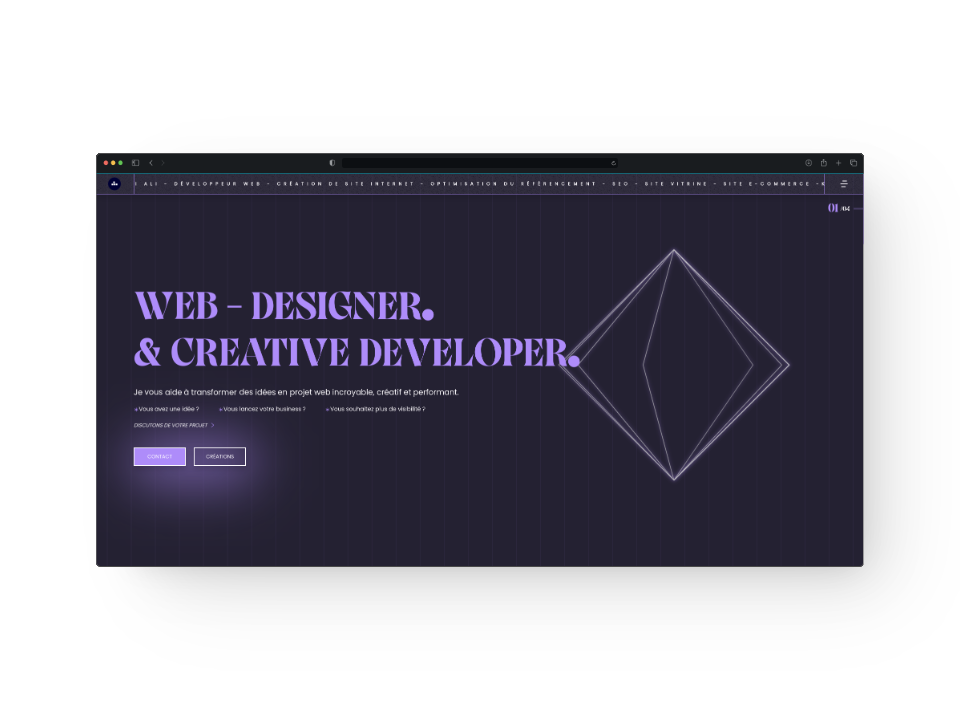 ALI - DÉVELOPPEUR WEB - CRÉATION DE SITE INTERNET - OPTIMISATION DU RÉFÉRENCEMENT - SEO - SITE VITRINE - SITE E-COMMERCE -
01 /04
WEB - DESIGNER.
& CREATIVE DEVELOPER.
Je vous aide à transformer des idées en projet web incroyable, créatif et performant.
Vous avez une idée ? Vous lancez votre business ? Vous souhaitez plus de visibilité ?
DISCUTONS DE VOTRE PROJET >
CONTACT CRÉATIONS